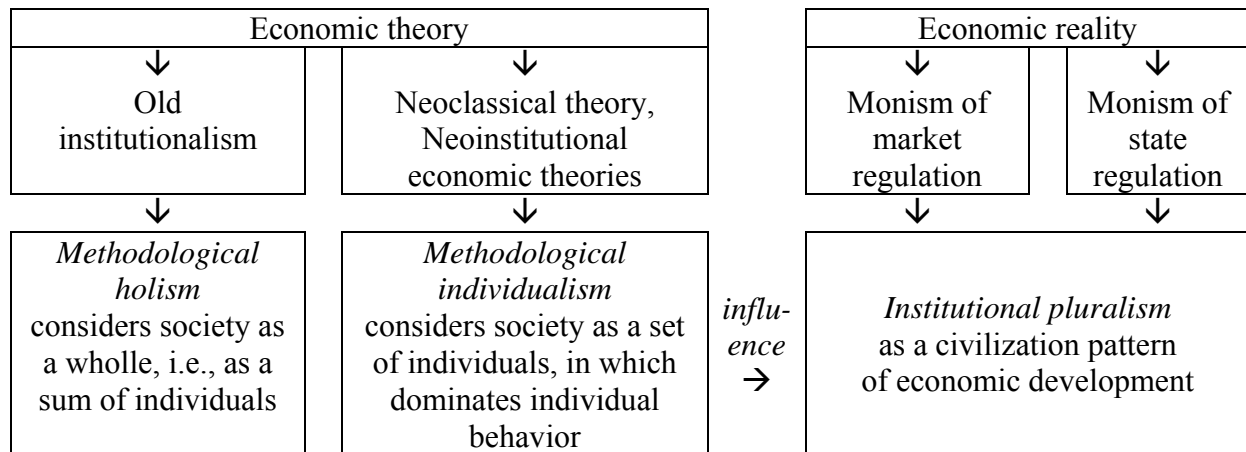 Economic theory
Economic reality
↓
↓
↓
↓
Old
institutionalism
Neoclassical theory,
Neoinstitutional
economic theories
Monism of
market
regulation
Monism of
state
regulation
↓
↓
↓
↓
Methodological
holism
considers society as
a wholle, i.e., as a
sum of individuals
Methodological
individualism
considers society as a set
of individuals, in which
dominates individual
behavior
influ-
ence
→
Institutional pluralism
as a civilization pattern
of economic development